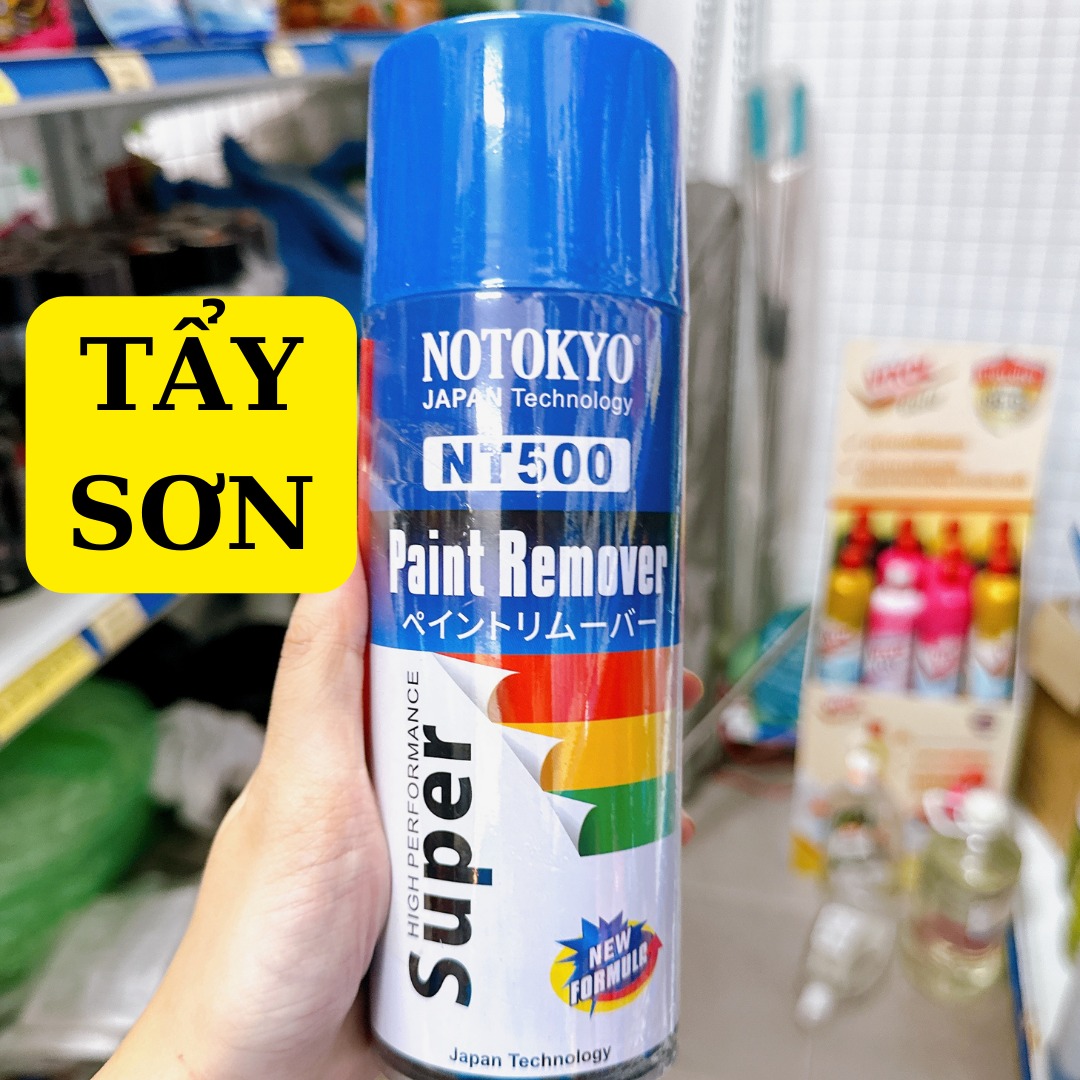 TẨY
SƠN
NOTOKYO®
JAPAN Technology
NT500
Paint Remover
ペイントリムーバー
HIGH PERFORMANCE
Super
NEW
FORMULA
Japan Technology